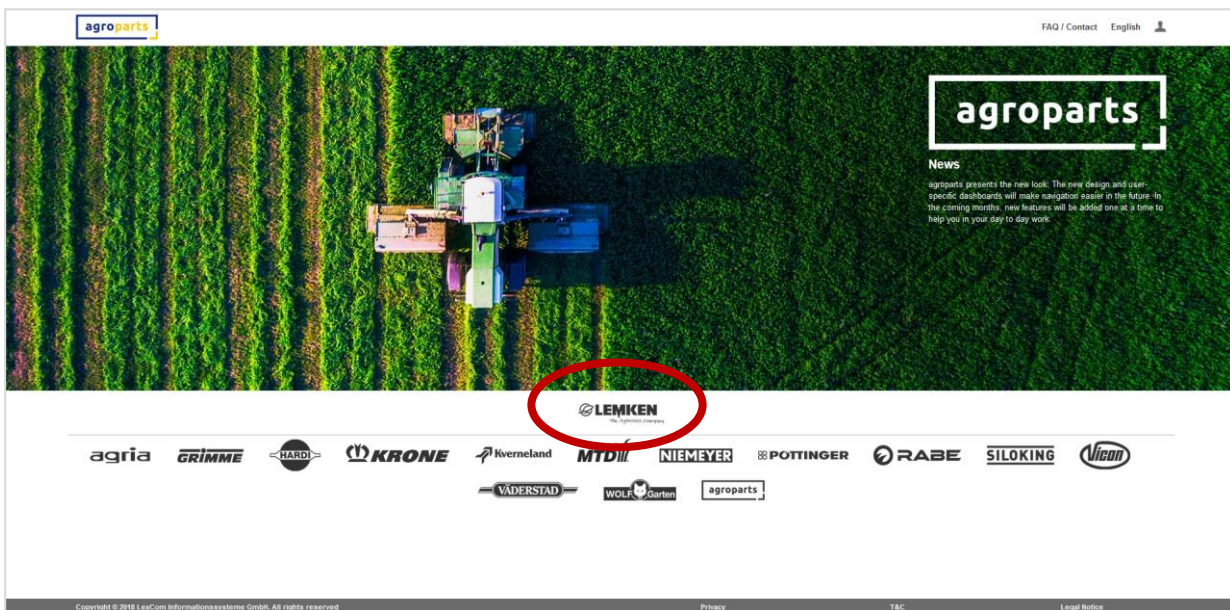 agroparts
FAQ / Contact English
agroparts
News
agroparts presents the new look: The new design and user-
specific dashboards will make navigation easier in the future. In
the coming months, new features will be added one at a time to
help you in your day to day work.
LEMKEN
The Agrovision Company
agria GRIMME HARDI KRONE Kverneland MTD NIEMEYER PÖTTINGER RABE SILOKING Vicon
VÄDERSTAD WOLF Garten agroparts
Copyright © 2018 LexCom Informationssysteme GmbH. All rights reserved Privacy T&C Legal Notice